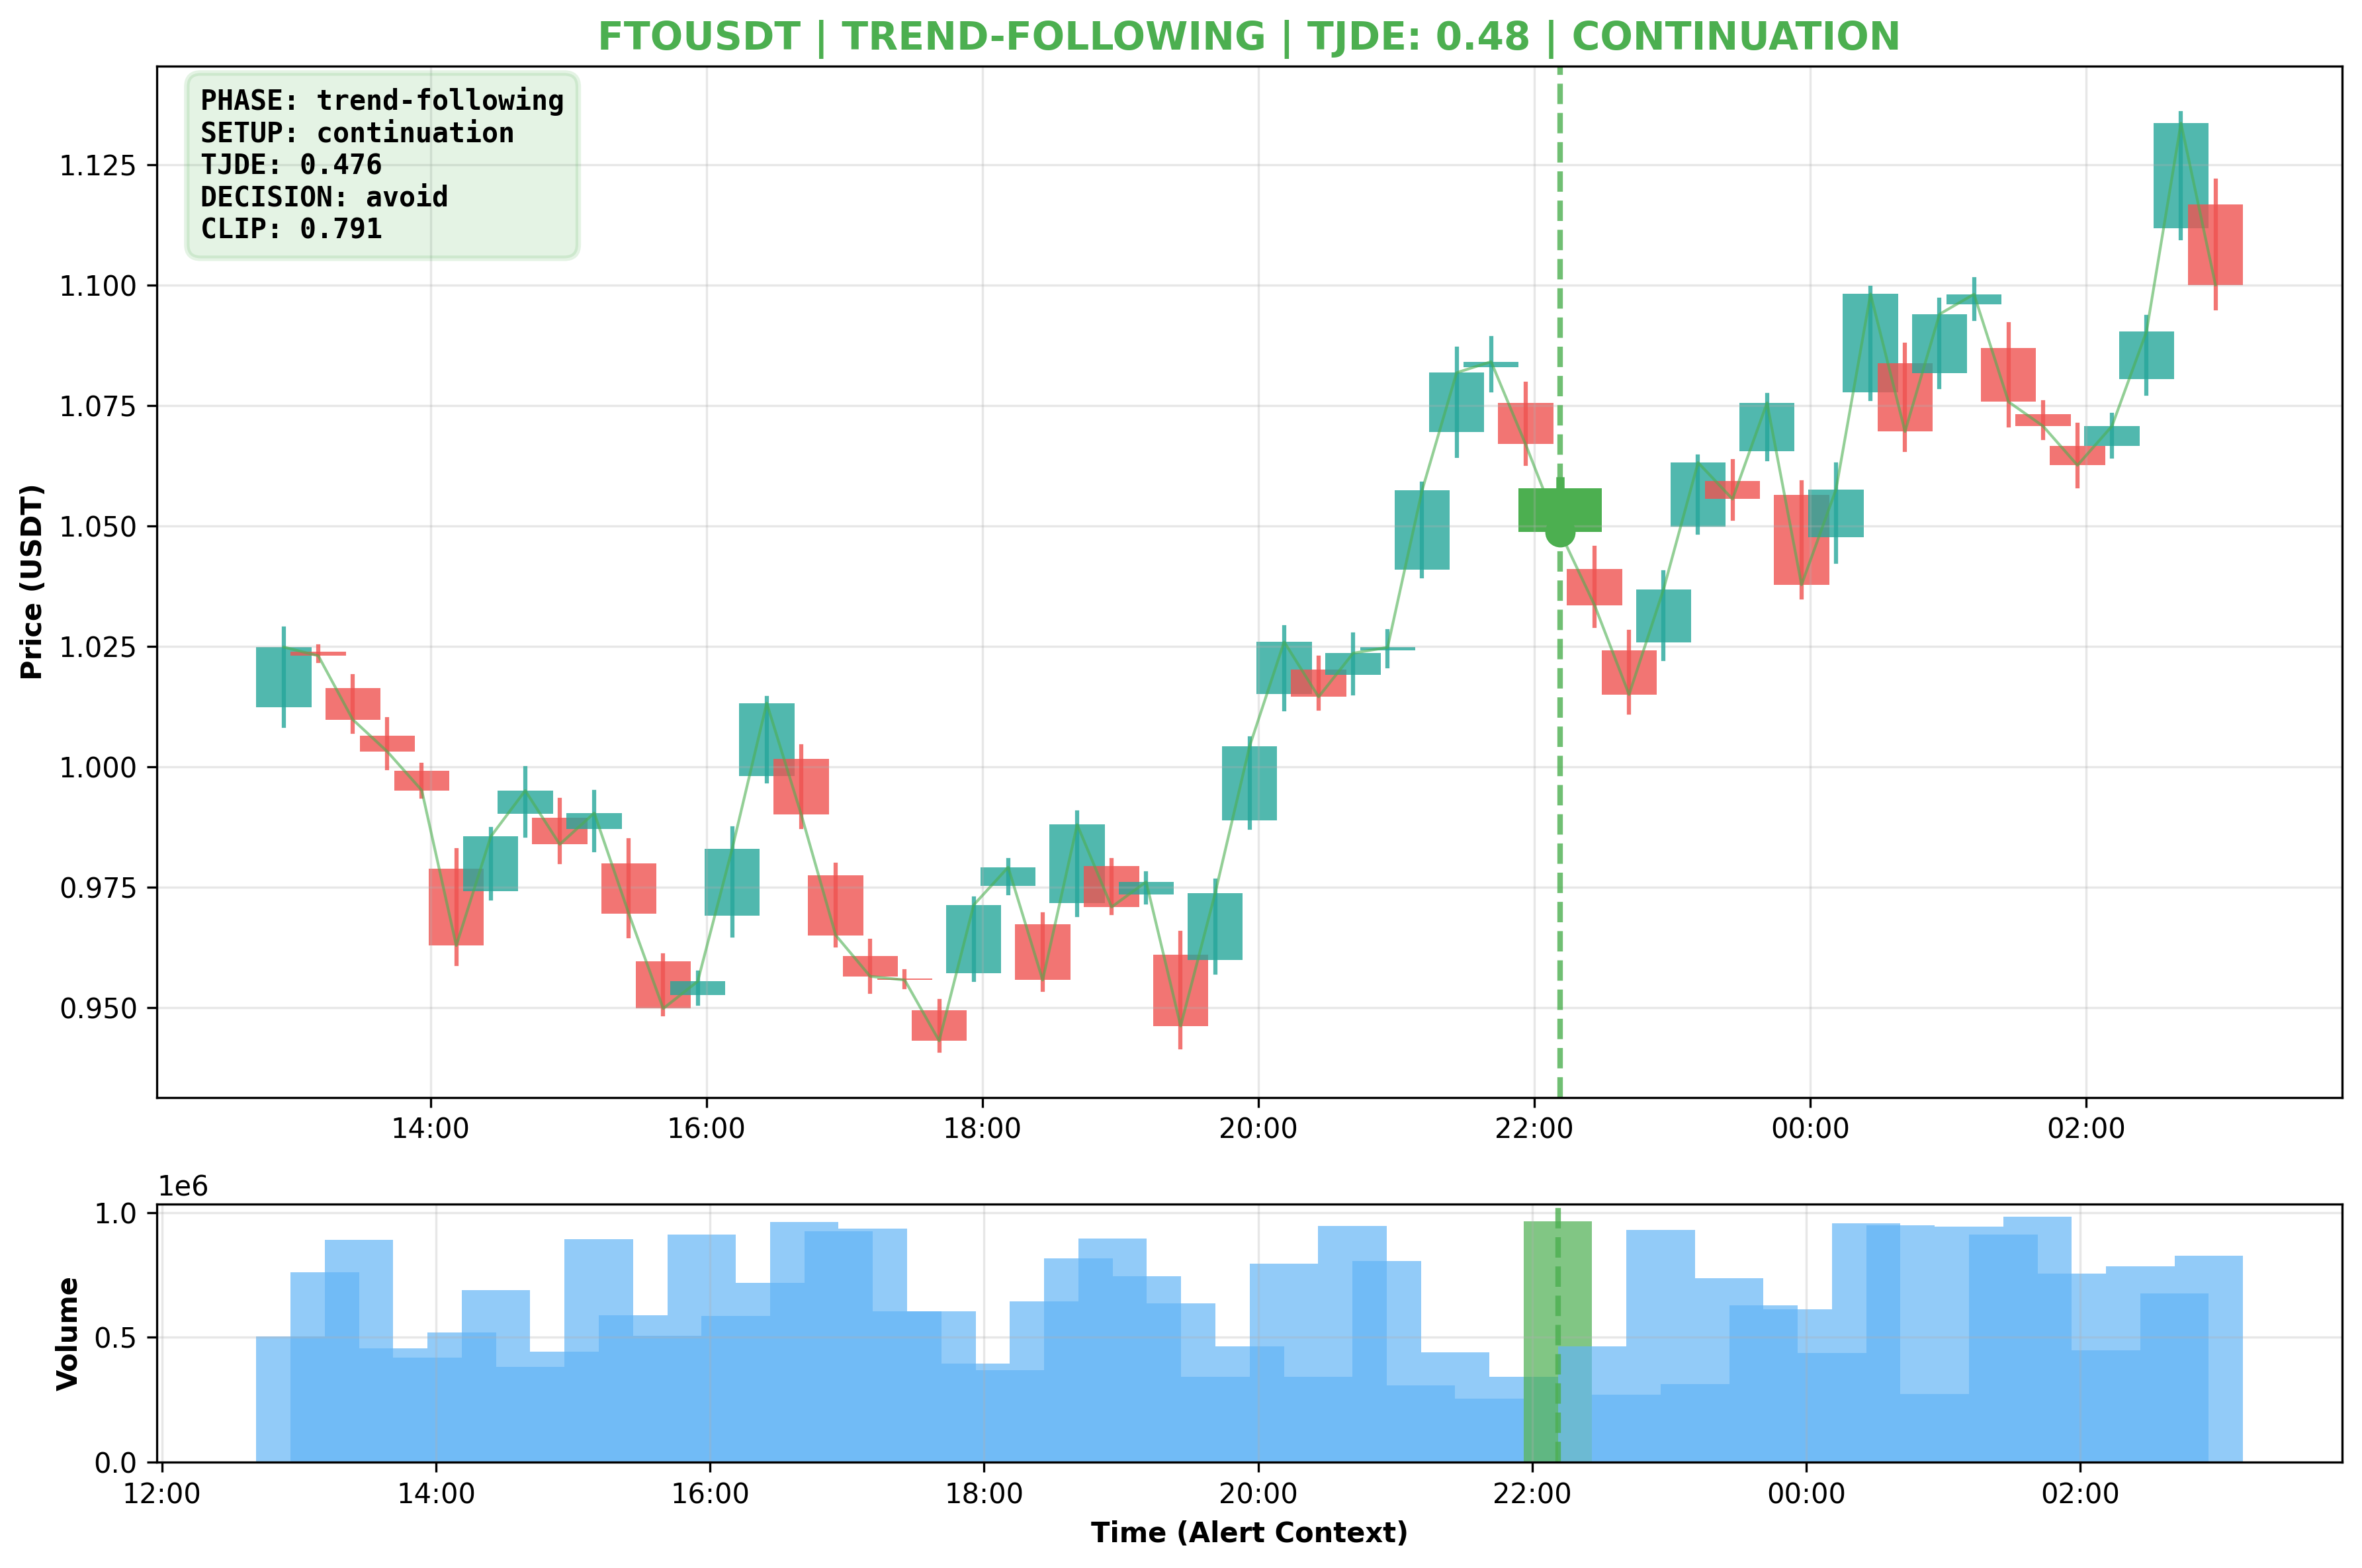 FTOUSDT | TREND-FOLLOWING | TJDE: 0.48 | CONTINUATION
PHASE: trend-following
SETUP: continuation
TJDE: 0.476
DECISION: avoid
CLIP: 0.791
Price (USDT)
1.125
1.100
1.075
1.050
1.025
1.000
0.975
0.950
14:00 16:00 18:00 20:00 22:00 00:00 02:00
1e6
Volume
1.0
0.5
0.0
12:00 14:00 16:00 18:00 20:00 22:00 00:00 02:00
Time (Alert Context)